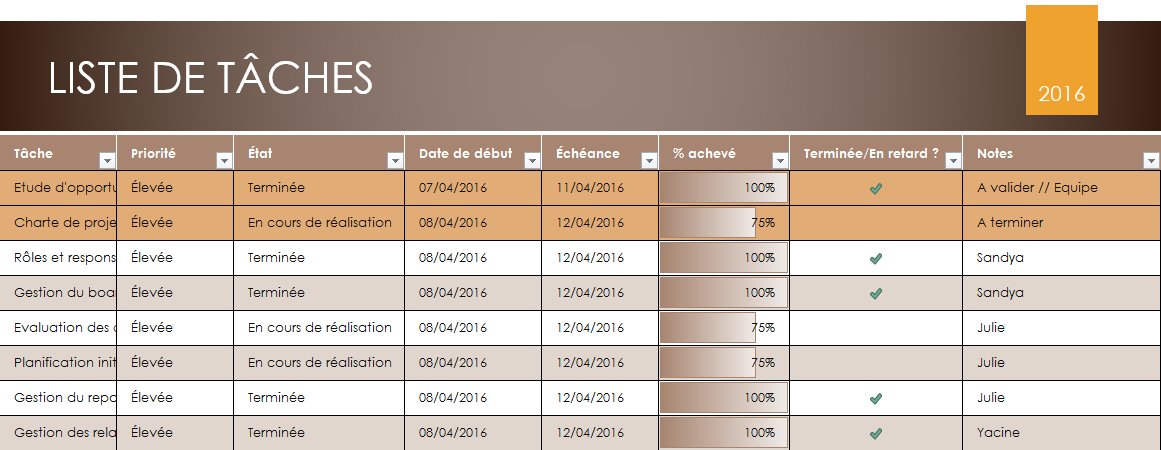 LISTE DE TÂCHES
2016
Tâche Priorité État Date de début Échéance % achevé Terminée/En retard ? Notes
Etude d'opportu Élevée Terminée 07/04/2016 11/04/2016 100% A valider // Equipe
Charte de proje Élevée En cours de réalisation 08/04/2016 12/04/2016 75% A terminer
Rôles et respons Élevée Terminée 08/04/2016 12/04/2016 100% Sandya
Gestion du boa Élevée Terminée 08/04/2016 12/04/2016 100% Sandya
Evaluation des Élevée En cours de réalisation 08/04/2016 12/04/2016 75% Julie
Planification init Élevée En cours de réalisation 08/04/2016 12/04/2016 75% Julie
Gestion du repo Élevée Terminée 08/04/2016 12/04/2016 100% Julie
Gestion des rela Élevée Terminée 08/04/2016 12/04/2016 100% Yacine